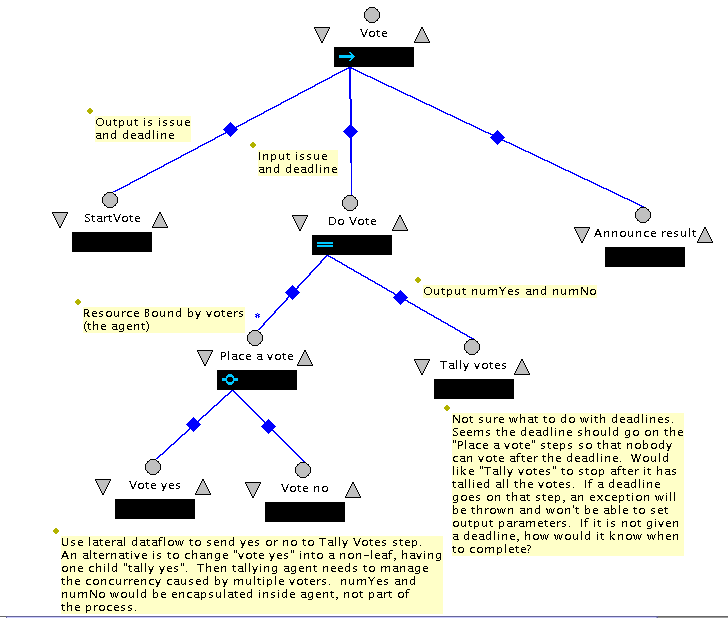 Vote
Output is issue
and deadline
Input issue
and deadline
StartVote
Do Vote
Announce result
Resource Bound by voters
(the agent)
*
Output numYes and numNo
Place a vote
Tally votes
Not sure what to do with deadlines.
Seems the deadline should go on the
"Place a vote" steps so that nobody
can vote after the deadline.  Would
like "Tally votes" to stop after it has
tallied all the votes.  If a deadline
goes on that step, an exception will
be thrown and won't be able to set
output parameters.  If it is not given
a deadline, how would it know when
to complete?
Vote yes
Vote no
Use lateral dataflow to send yes or no to Tally Votes step.
An alternative is to change "vote yes" into a non-leaf, having
one child "tally yes".  Then tallying agent needs to manage
the concurrency caused by multiple voters.  numYes and
numNo would be encapsulated inside agent, not part of
the process.